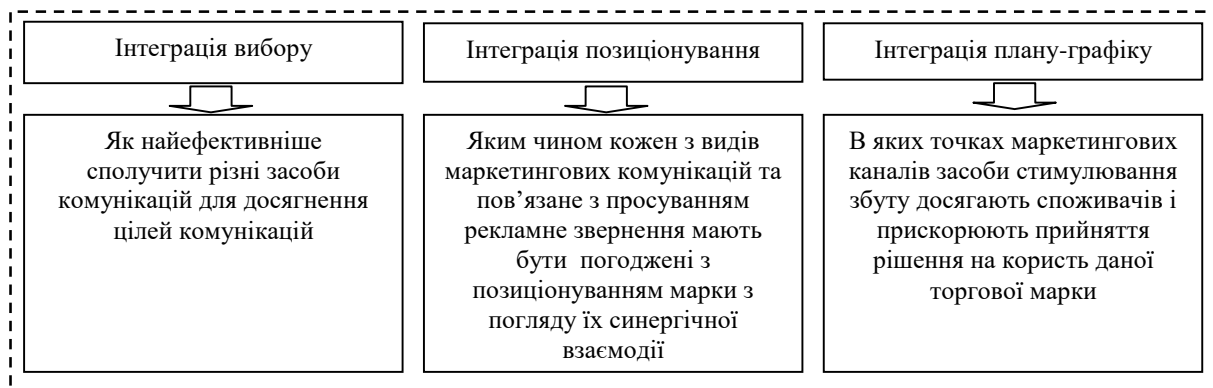 Інтеграція вибору
Інтеграція позиціонування
Інтеграція плану-графіку
Як найефективніше
сполучити різні засоби
комунікацій для досягнення
цілей комунікацій
Яким чином кожен з видів
маркетингових комунікацій та
пов’язане з просуванням
рекламне звернення мають
бути погоджені з
позиціонуванням марки з
погляду їх синергічної
взаємодії
В яких точках маркетингових
каналів засоби стимулювання
збуту досягають споживачів і
прискорюють прийняття
рішення на користь даної
торгової марки